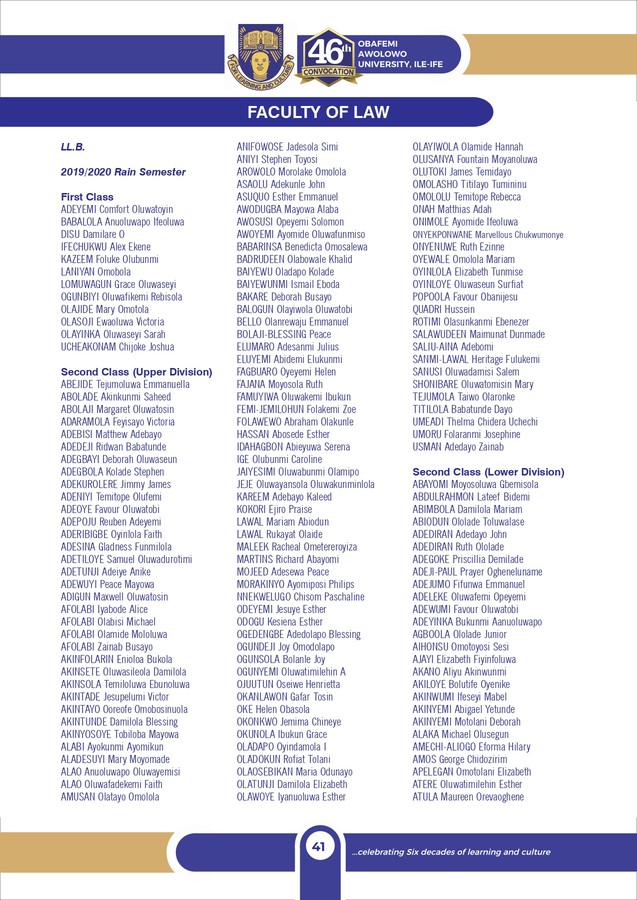 FOR LEARNING AND CULTURE
46th
CONVOCATION
OBAFEMI
AWOLOWO
UNIVERSITY, ILE-IFE
FACULTY OF LAW
LL.B.
2019/2020 Rain Semester
First Class
ADEYEMI Comfort Oluwatoyin
BABALOLA Anuoluwapo Ifeoluwa
DISU Damilare O
IFECHUKWU Alex Ekene
KAZEEM Foluke Olubunmi
LANIYAN Omobola
LOMUWAGUN Grace Oluwaseyi
OGUNBIYI Oluwafikemi Rebisola
OLAJIDE Mary Omotola
OLASOJI Ewaoluwa Victoria
OLAYINKA Oluwaseyi Sarah
UCHEAKONAM Chijoke Joshua
Second Class (Upper Division)
ABEJIDE Tejumoluwa Emmanuella
ABOLADE Akinkunmi Saheed
ABOLAJI Margaret Oluwatosin
ADARAMOLA Feyisayo Victoria
ADEBISI Matthew Adebayo
ADEDEJI Ridwan Babatunde
ADEGBAYI Deborah Oluwaseun
ADEGBOLA Kolade Stephen
ADEKUROLERE Jimmy James
ADENIYI Temitope Olufemi
ADEOYE Favour Oluwatobi
ADEPOJU Reuben Adeyemi
ADERIBIGBE Oyinlola Faith
ADESINA Gladness Funmilola
ADETILOYE Samuel Oluwadurotimi
ADETUNJI Adeiye Anike
ADEWUYI Peace Mayowa
ADIGUN Maxwell Oluwatosin
AFOLABI Iyabode Alice
AFOLABI Olabisi Michael
AFOLABI Olamide Mololuwa
AFOLABI Zainab Busayo
AKINFOLARIN Enioloa Bukola
AKINSETE Oluwasileola Damilola
AKINSOLA Temiloluwa Ebunoluwa
AKINTADE Jesupelumi Victor
AKINTAYO Ooreofe Omobosinuola
AKINTUNDE Damilola Blessing
AKINYOSOYE Tobiloba Mayowa
ALABI Ayokunmi Ayomikun
ALADESUYI Mary Moyomade
ALAO Anuoluwapo Oluwayemisi
ALAO Oluwafadekemi Faith
AMUSAN Olatayo Omolola
ANIFOWOSE Jadesola Simi
ANIYI Stephen Toyosi
AROWOLO Morolake Omolola
ASAOLU Adekunle John
ASUQUO Esther Emmanuel
AWODUGBA Mayowa Alaba
AWOSUSI Opeyemi Solomon
AWOYEMI Ayomide Oluwafunmiso
BABARINSA Benedicta Omosalewa
BADRUDEEN Olabowale Khalid
BAIYEWU Oladapo Kolade
BAIYEWUNMI Ismail Eboda
BAKARE Deborah Busayo
BALOGUN Olayiwola Oluwatobi
BELLO Olanrewaju Emmanuel
BOLAJI-BLESSING Peace
ELUMARO Adesanmi Julius
ELUYEMI Abidemi Elukunmi
FAGBUARO Oyeyemi Helen
FAJANA Moyosola Ruth
FAMUYIWA Oluwakemi Ibukun
FEMI-JEMILOHUN Folakemi Zoe
FOLAWEWO Abraham Olakunle
HASSAN Abosede Esther
IDAHAGBON Abieyuwa Serena
IGE Olubunmi Caroline
JAIYESIMI Oluwabunmi Olamipo
JEJE Oluwayansola Oluwakunminlola
KAREEM Adebayo Kaleed
KOKORI Ejiro Praise
LAWAL Mariam Abiodun
LAWAL Rukayat Olaide
MALEEK Racheal Ometereroyiza
MARTINS Richard Abayomi
MOJEED Adesewa Peace
MORAKINYO Ayomiposi Philips
NNEKWELUGO Chisom Paschaline
ODEYEMI Jesuye Esther
ODOGU Kesiena Esther
OGEDENGBE Adedolapo Blessing
OGUNDEJI Joy Omodolapo
OGUNSOLA Bolanle Joy
OGUNYEMI Oluwatimilehin A
OJUUTUN Oseiwe Henrietta
OKANLAWON Gafar Tosin
OKE Helen Obasola
OKONKWO Jemima Chineye
OKUNOLA Ibukun Grace
OLADAPO Oyindamola I
OLADOKUN Rofiat Tolani
OLAOSEBIKAN Maria Odunayo
OLATUNJI Damilola Elizabeth
OLAWOYE Iyanuoluwa Esther
OLAYIWOLA Olamide Hannah
OLUSANYA Fountain Moyanoluwa
OLUTOKI James Temidayo
OMOLASHO Titilayo Tumininu
OMOLOLU Temitope Rebecca
ONAH Matthias Adah
ONIMOLE Ayomide Ifeoluwa
ONYEKPONWANE Marvellous Chukwumonye
ONYENUWE Ruth Ezinne
OYEWALE Omolola Mariam
OYINLOLA Elizabeth Tunmise
OYINLOYE Oluwaseun Surfiat
POPOOLA Favour Obanijesu
QUADRI Hussein
ROTIMI Olasunkanmi Ebenezer
SALAWUDEEN Maimunat Dunmade
SALIU-AINA Adebomi
SANMI-LAWAL Heritage Fulukemi
SANUSI Oluwadamisi Salem
SHONIBARE Oluwatomisin Mary
TEJUMOLA Taiwo Olaronke
TITILOLA Babatunde Dayo
UMEADI Thelma Chidera Uchechi
UMORU Folaranmi Josephine
USMAN Adedayo Zainab
Second Class (Lower Division)
ABAYOMI Moyosoluwa Gbemisola
ABDULRAHMON Lateef Bidemi
ABIMBOLA Damilola Mariam
ABIODUN Ololade Toluwalase
ADEDIRAN Adedayo John
ADEDIRAN Ruth Ololade
ADEGOKE Priscillia Demilade
ADEJI-PAUL Prayer Ogheneluname
ADEJUMO Fifunwa Emmanuel
ADELEKE Oluwafemi Opeyemi
ADEWUMI Favour Oluwatobi
ADEYINKA Bukunmi Aanuoluwapo
AGBOOLA Ololade Junior
AIHONSU Omotoyosi Sesi
AJAYI Elizabeth Fiyinfoluwa
AKANO Aliyu Akinwunmi
AKILOYE Bolutife Oyenike
AKINWUMI Ifeseyi Mabel
AKINYEMI Abigael Yetunde
AKINYEMI Motolani Deborah
ALAKA Michael Olusegun
AMECHI-ALIOGO Eforma Hilary
AMOS George Chidozirim
APELEGAN Omotolani Elizabeth
ATERE Oluwatimilehin Esther
ATULA Maureen Orevaoghene
41
...celebrating Six decades of learning and culture